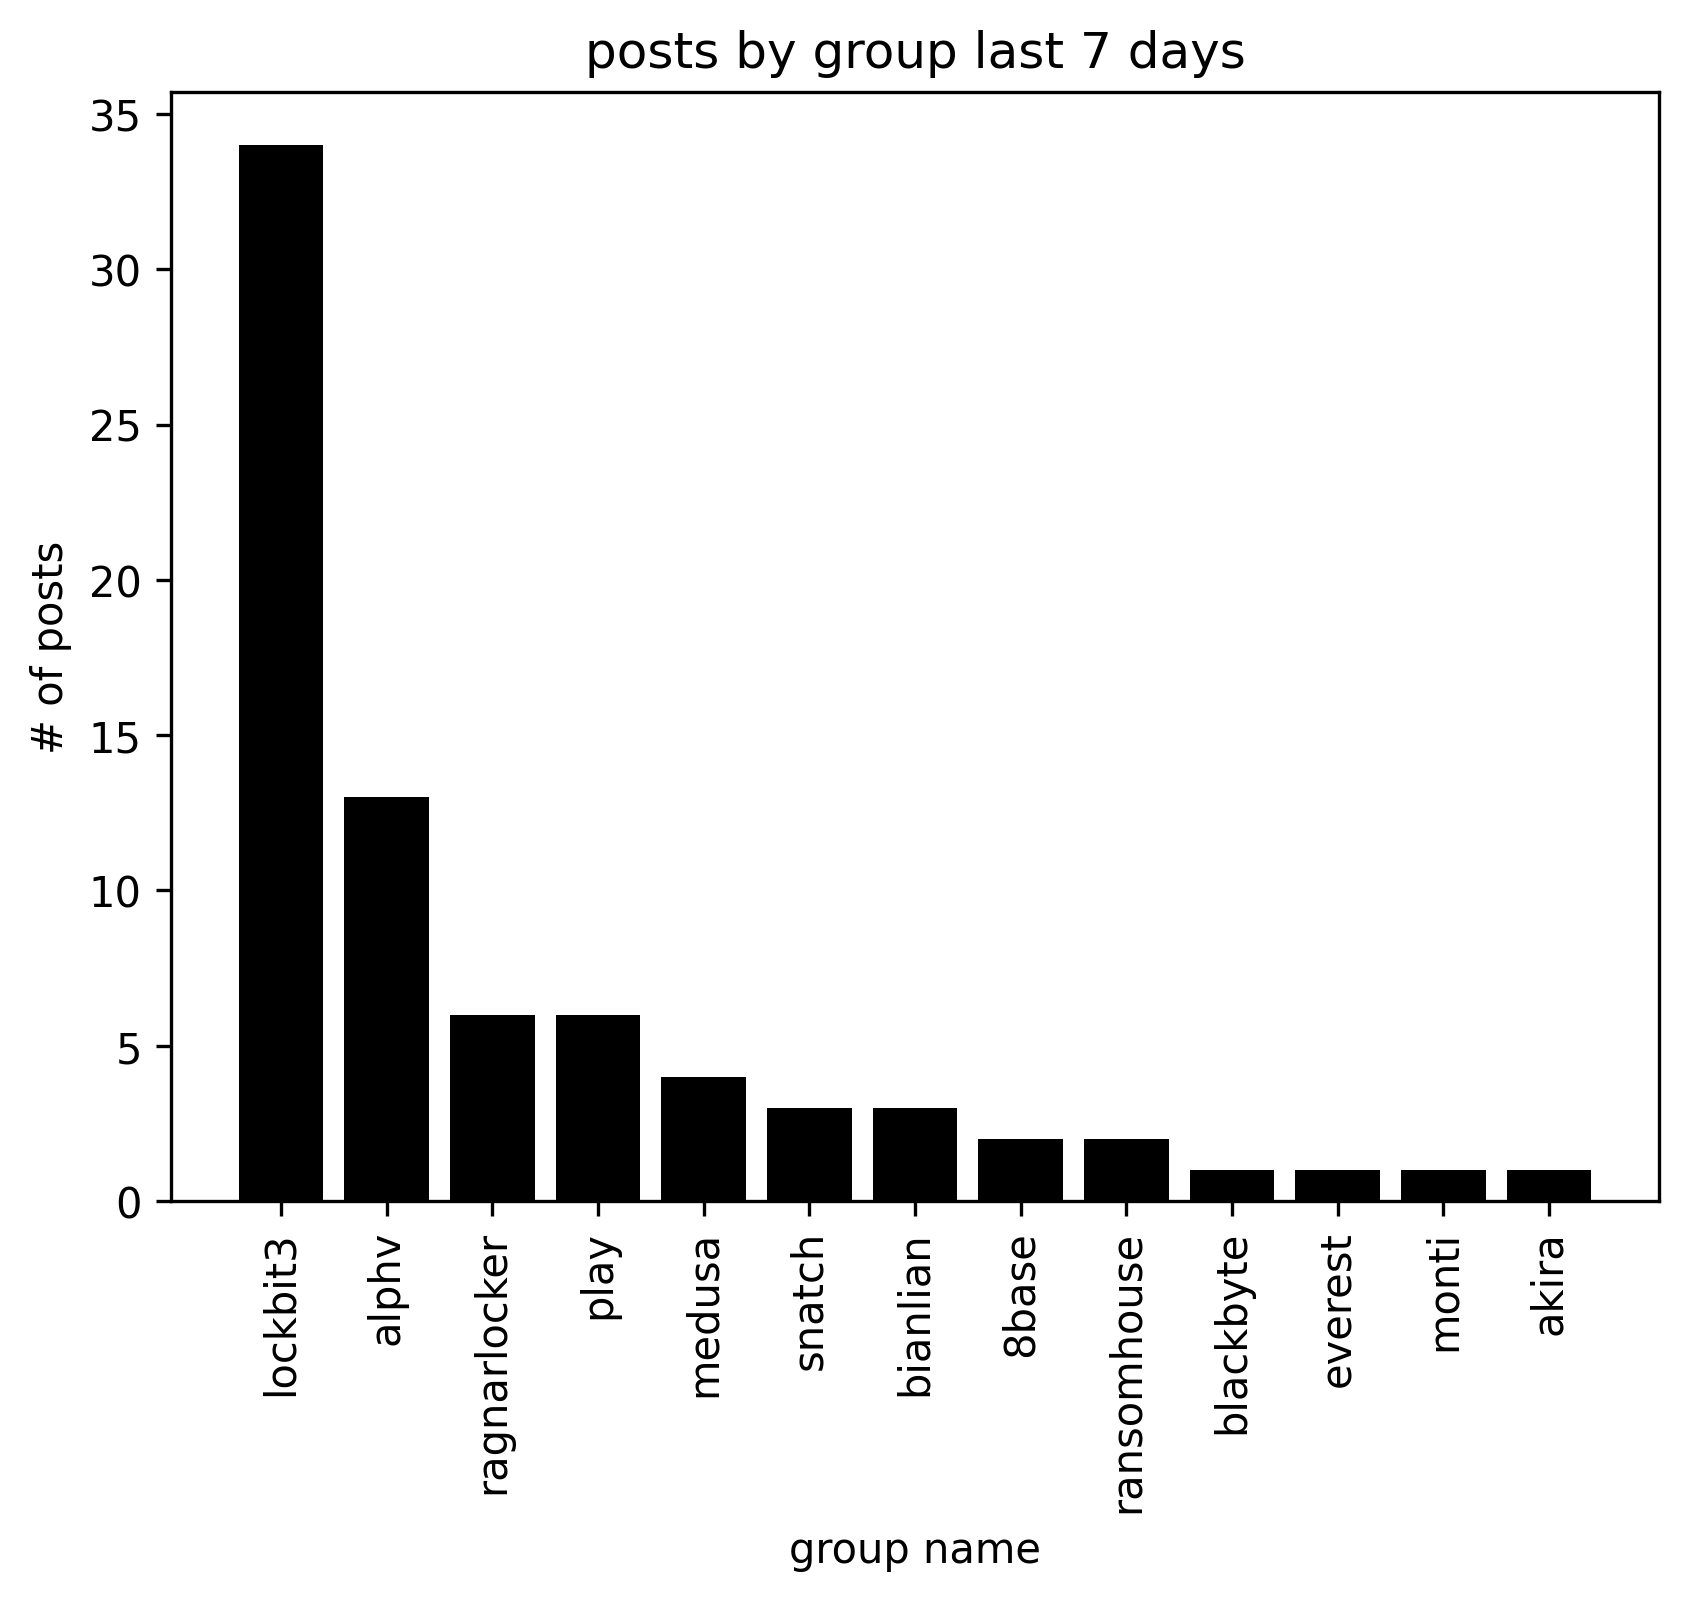 posts by group last 7 days
# of posts
35
30
25
20
15
10
5
0
lockbit3
alphv
ragnarlocker
play
medusa
snatch
bianlian
8base
ransomhouse
blackbyte
everest
monti
akira
group name